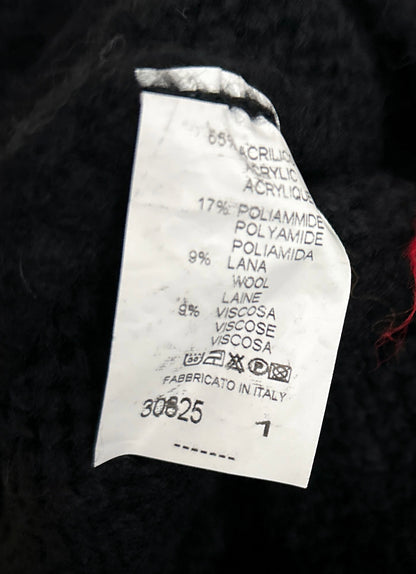 65% ACRILICO
ACRYLIC
ACRYLIQUE
17% POLIAMMIDE
POLYAMIDE
POLIAMIDA
9% LANA
WOOL
LAINE
9% VISCOSA
VISCOSE
VISCOSA
FABBRICATO IN ITALY
30825
1